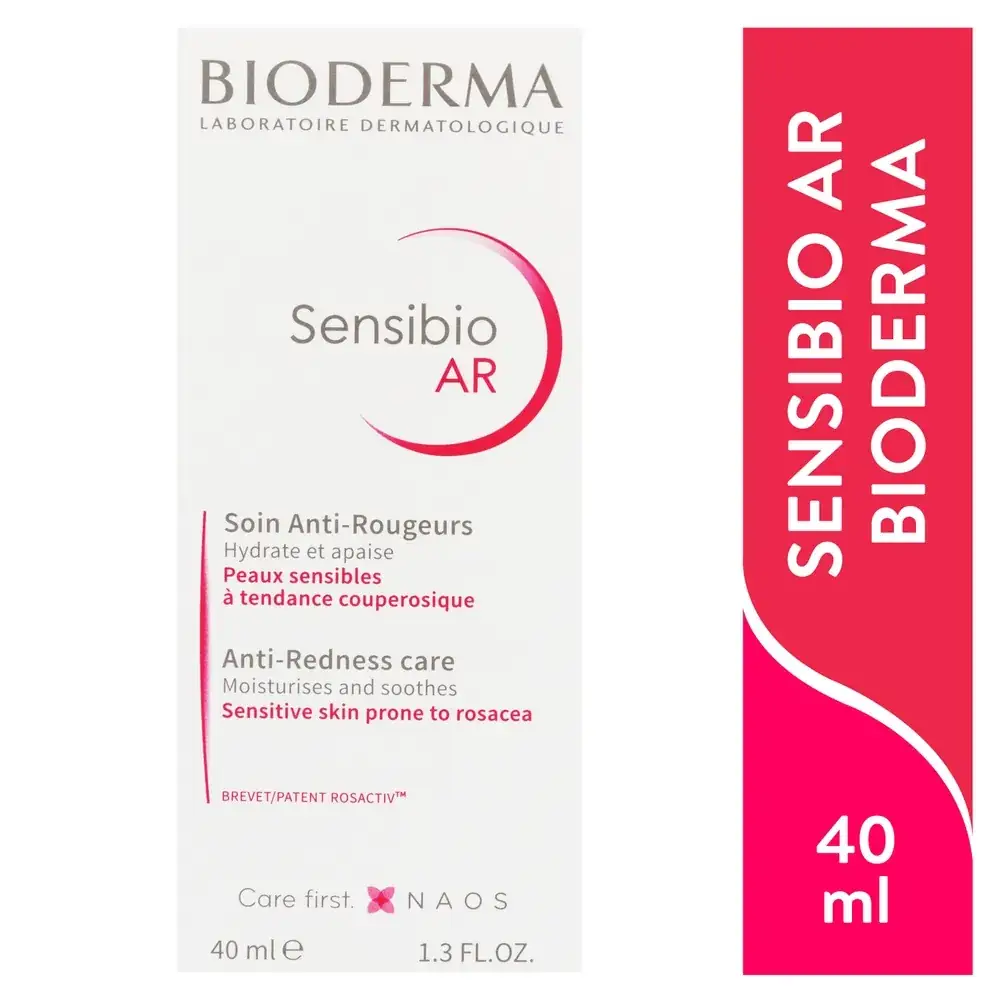 BIODERMA
LABORATOIRE DERMATOLOGIQUE
Sensibio
AR
Soin Anti-Rougeurs
Hydrate et apaise
Peaux sensibles
à tendance couperosique
Anti-Redness care
Moisturises and soothes
Sensitive skin prone to rosacea
BREVET/PATENT ROSACTIV™
Care first. NAOS
40 ml ℮ 1.3 FL.OZ.
SENSIBIO AR
BIODERMA
40
ml